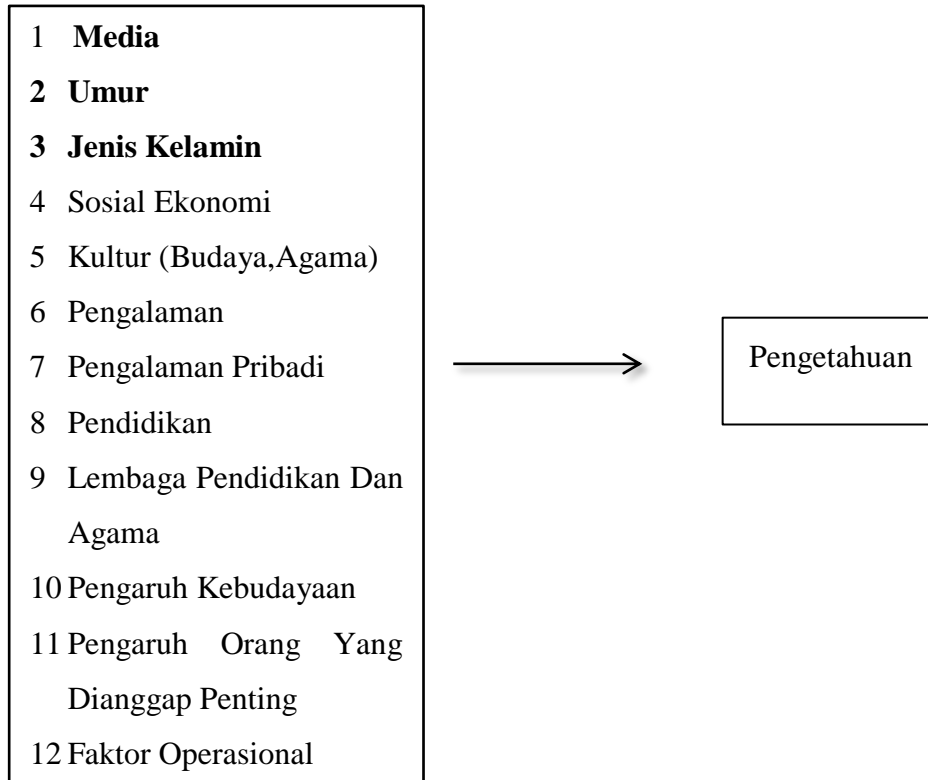 1 Media
2 Umur
3 Jenis Kelamin
4 Sosial Ekonomi
5 Kultur (Budaya,Agama)
6 Pengalaman
7 Pengalaman Pribadi
8 Pendidikan
9 Lembaga Pendidikan Dan
Agama
10 Pengaruh Kebudayaan
11 Pengaruh Orang Yang
Dianggap Penting
12 Faktor Operasional
Pengetahuan